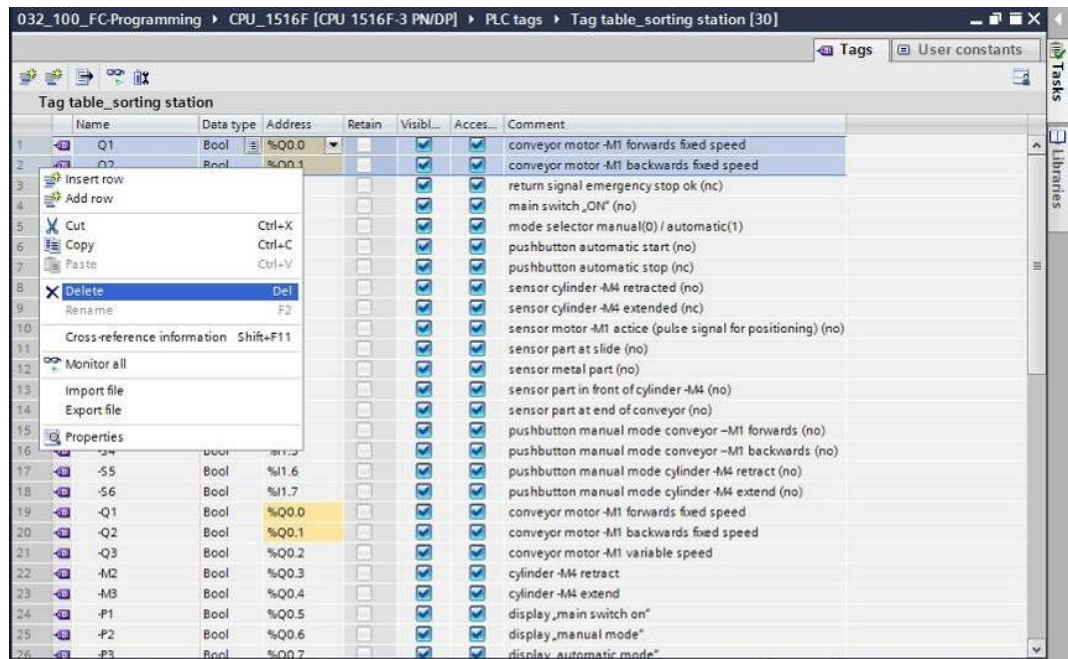 032_100_FC-Programming ▸ CPU_1516F [CPU 1516F-3 PN/DP] ▸ PLC tags ▸ Tag table_sorting station [30]
Tags User constants
Tag table_sorting station
Name Data type Address Retain Visibl... Acces... Comment
1 Q1 Bool %Q0.0 conveyor motor -M1 forwards fixed speed
2 Q2 Bool %Q0.1 conveyor motor -M1 backwards fixed speed
3 return signal emergency stop ok (nc)
4 main switch „ON" (no)
5 mode selector manual(0) / automatic(1)
6 pushbutton automatic start (no)
7 pushbutton automatic stop (nc)
8 sensor cylinder -M4 retracted (no)
9 sensor cylinder -M4 extended (nc)
10 sensor motor -M1 actice (pulse signal for positioning) (no)
11 sensor part at slide (no)
12 sensor metal part (no)
13 sensor part in front of cylinder -M4 (no)
14 sensor part at end of conveyor (no)
15 pushbutton manual mode conveyor –M1 forwards (no)
16 -S4 Bool %I1.5 pushbutton manual mode conveyor –M1 backwards (no)
17 -S5 Bool %I1.6 pushbutton manual mode cylinder -M4 retract (no)
18 -S6 Bool %I1.7 pushbutton manual mode cylinder -M4 extend (no)
19 -Q1 Bool %Q0.0 conveyor motor -M1 forwards fixed speed
20 -Q2 Bool %Q0.1 conveyor motor -M1 backwards fixed speed
21 -Q3 Bool %Q0.2 conveyor motor -M1 variable speed
22 -M2 Bool %Q0.3 cylinder -M4 retract
23 -M3 Bool %Q0.4 cylinder -M4 extend
24 -P1 Bool %Q0.5 display „main switch on"
25 -P2 Bool %Q0.6 display „manual mode"
26 -P3 Bool %Q0.7 display „automatic mode"
Insert row
Add row
Cut Ctrl+X
Copy Ctrl+C
Paste Ctrl+V
Delete Del
Rename F2
Cross-reference information Shift+F11
Monitor all
Import file
Export file
Properties
Tasks
Libraries